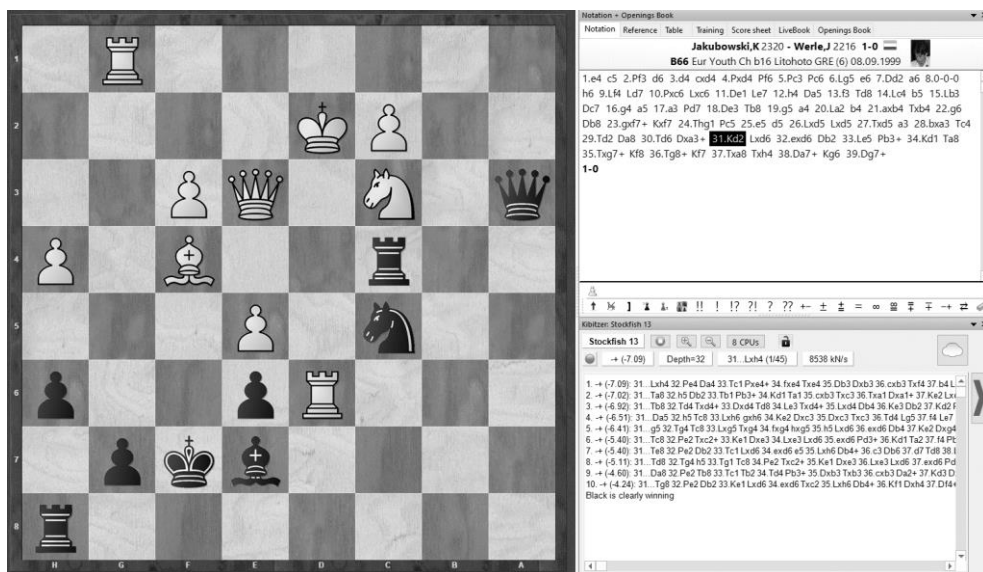 1
2
3
4
5
6
7
8
H G F E D C B A
Notation + Openings Book
Notation Reference Table Training Score sheet LiveBook Openings Book
Jakubowski,K 2320 - Werle,J 2216 1-0
B66 Eur Youth Ch b16 Litohoto GRE (6) 08.09.1999
1.e4 c5 2.Pf3 d6 3.d4 cxd4 4.Pxd4 Pf6 5.Pc3 Pc6 6.Lg5 e6 7.Dd2 a6 8.0-0-0
h6 9.Lf4 Ld7 10.Pxc6 Lxc6 11.De1 Le7 12.h4 Da5 13.f3 Td8 14.Lc4 b5 15.Lb3
Dc7 16.g4 a5 17.a3 Pd7 18.De3 Tb8 19.g5 a4 20.La2 b4 21.axb4 Txb4 22.g6
Db8 23.gxf7+ Kxf7 24.Thg1 Pc5 25.e5 d5 26.Lxd5 Lxd5 27.Txd5 a3 28.bxa3 Tc4
29.Td2 Da8 30.Td6 Dxa3+ 31.Kd2 Lxd6 32.exd6 Db2 33.Le5 Pb3+ 34.Kd1 Ta8
35.Txg7+ Kf8 36.Tg8+ Kf7 37.Txa8 Txh4 38.Da7+ Kg6 39.Dg7+
1-0
!! ! !? ?! ? ?? +- ± ± = ∞
Kibitzer: Stockfish 13
Stockfish 13 8 CPUs
-+ (-7.09) Depth=32 31...Lxh4 (1/45) 8538 kN/s
1. -+ (-7.09): 31...Lxh4 32.Pe4 Da4 33.Tc1 Pxe4+ 34.fxe4 Txe4 35.Db3 Dxb3 36.cxb3 Txf4 37.b4
2. -+ (-7.02): 31...Ta8 32.h5 Db2 33.Tb1 Pb3+ 34.Kd1 Ta1 35.cxb3 Txc3 36.Txa1 Dxa1+ 37.Ke2
3. -+ (-6.92): 31...Tb8 32.Td4 Txd4+ 33.Dxd4 Td8 34.Le3 Txd4+ 35.Lxd4 Db4 36.Ke3 Db2 37.Kd2
4. -+ (-6.51): 31...Da5 32.h5 Tc8 33.Lxh6 gxh6 34.Ke2 Dxc3 35.Dxc3 Txc3 36.Td4 Lg5 37.f4 Le7
5. -+ (-6.41): 31...g5 32.Tg4 Tc8 33.Lxg5 Txg4 34.fxg4 hxg5 35.h5 Lxd6 36.exd6 Db4 37.Ke2 Dxg4
6. -+ (-5.40): 31...Tc8 32.Pe2 Txc2+ 33.Ke1 Dxe3 34.Lxe3 Lxd6 35.exd6 Pd3+ 36.Kd1 Ta2 37.f4
7. -+ (-5.40): 31...Te8 32.Pe2 Db2 33.Tc1 Lxd6 34.exd6 e5 35.Lxh6 Db4+ 36.c3 Db6 37.d7 Td8
8. -+ (-5.11): 31...Td8 32.Tg4 h5 33.Tg1 Tc8 34.Pe2 Txc2+ 35.Ke1 Dxe3 36.Lxe3 Lxd6 37.exd6
9. -+ (-4.60): 31...Da8 32.Pe2 Tb8 33.Tc1 Tb2 34.Td4 Pb3+ 35.Dxb3 Txb3 36.cxb3 Da2+ 37.Kd3
10. -+ (-4.24): 31...Tg8 32.Pe2 Db2 33.Ke1 Lxd6 34.exd6 Txc2 35.Lxh6 Db4+ 36.Kf1 Dxh4 37.Df4+
Black is clearly winning